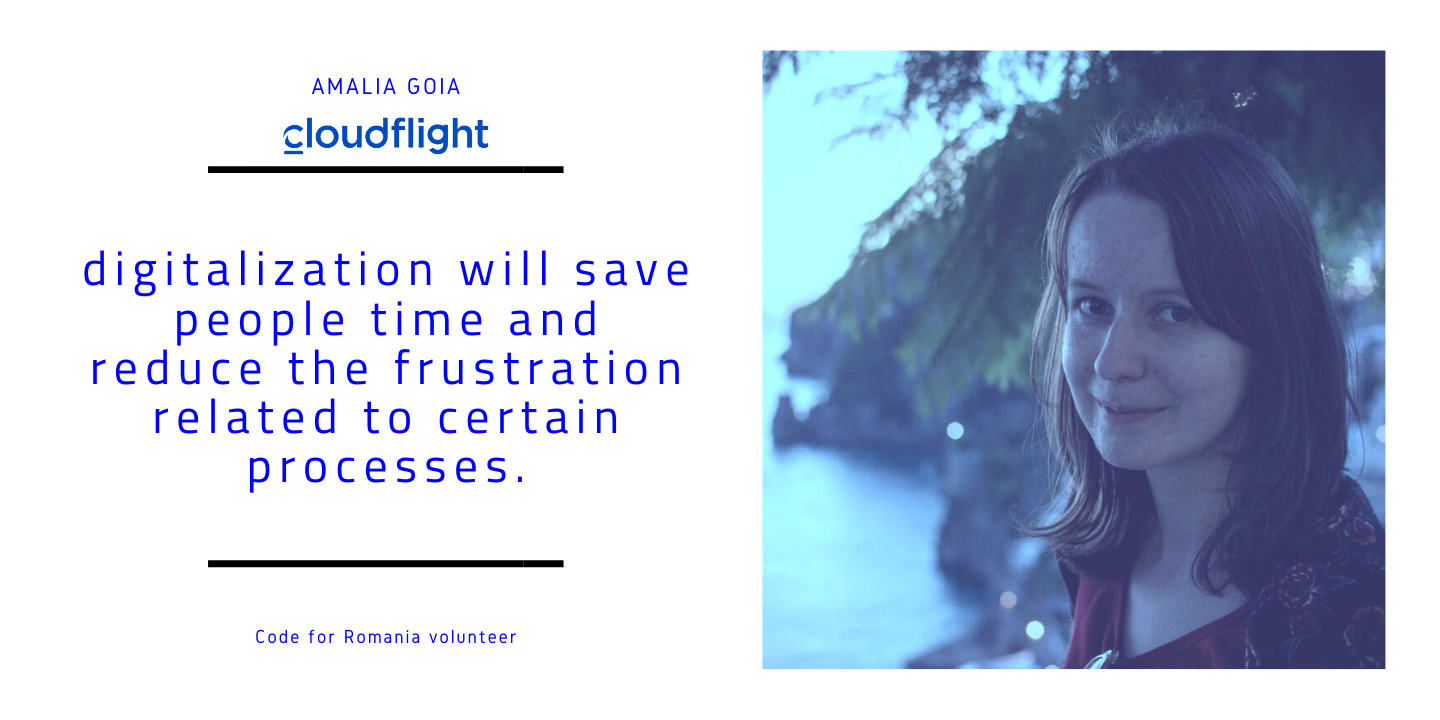 AMALIA GOIA
cloudflight
digitalization will save
people time and
reduce the frustration
related to certain
processes.
Code for Romania volunteer